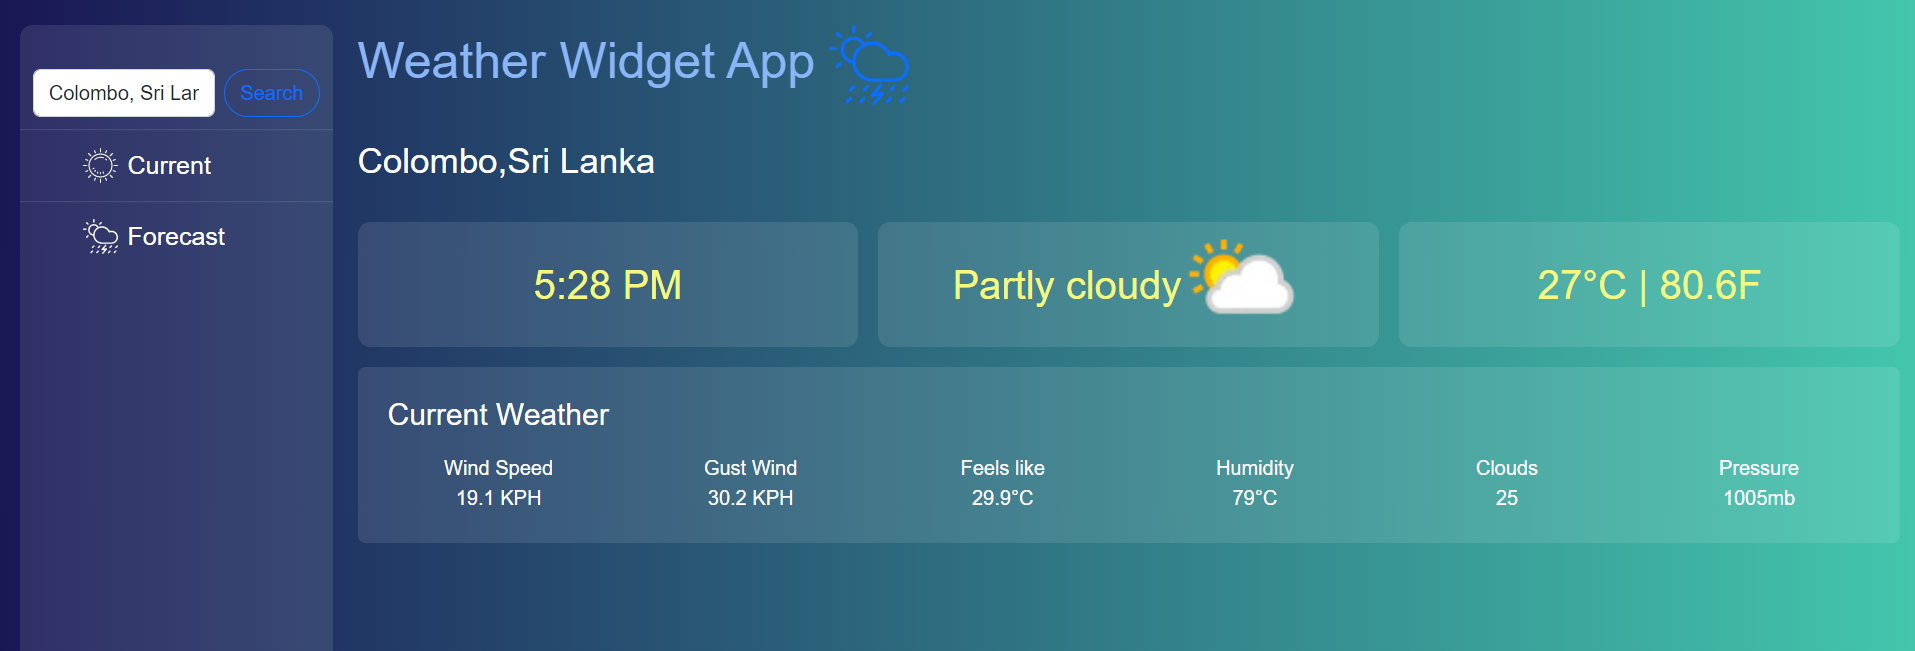 Weather Widget App
Colombo, Sri Lar
Search
Current
Forecast
Colombo,Sri Lanka
5:28 PM
Partly cloudy
27°C | 80.6F
Current Weather
Wind Speed Gust Wind Feels like Humidity Clouds Pressure
19.1 KPH 30.2 KPH 29.9°C 79°C 25 1005mb